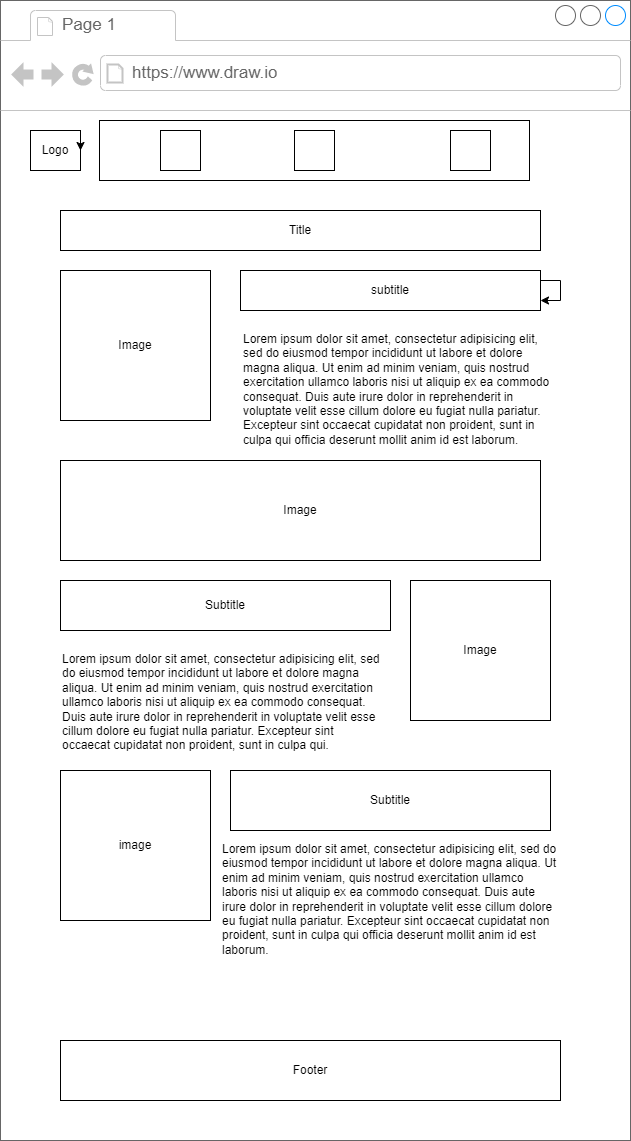 Page 1
https://www.draw.io
Logo
Title
Image
subtitle
Lorem ipsum dolor sit amet, consectetur adipisicing elit,
sed do eiusmod tempor incididunt ut labore et dolore
magna aliqua. Ut enim ad minim veniam, quis nostrud
exercitation ullamco laboris nisi ut aliquip ex ea commodo
consequat. Duis aute irure dolor in reprehenderit in
voluptate velit esse cillum dolore eu fugiat nulla pariatur.
Excepteur sint occaecat cupidatat non proident, sunt in
culpa qui officia deserunt mollit anim id est laborum.
Image
Subtitle
Lorem ipsum dolor sit amet, consectetur adipisicing elit, sed
do eiusmod tempor incididunt ut labore et dolore magna
aliqua. Ut enim ad minim veniam, quis nostrud exercitation
ullamco laboris nisi ut aliquip ex ea commodo consequat.
Duis aute irure dolor in reprehenderit in voluptate velit esse
cillum dolore eu fugiat nulla pariatur. Excepteur sint
occaecat cupidatat non proident, sunt in culpa qui.
Image
image
Subtitle
Lorem ipsum dolor sit amet, consectetur adipisicing elit, sed do
eiusmod tempor incididunt ut labore et dolore magna aliqua. Ut
enim ad minim veniam, quis nostrud exercitation ullamco
laboris nisi ut aliquip ex ea commodo consequat. Duis aute
irure dolor in reprehenderit in voluptate velit esse cillum dolore
eu fugiat nulla pariatur. Excepteur sint occaecat cupidatat non
proident, sunt in culpa qui officia deserunt mollit anim id est
laborum.
Footer